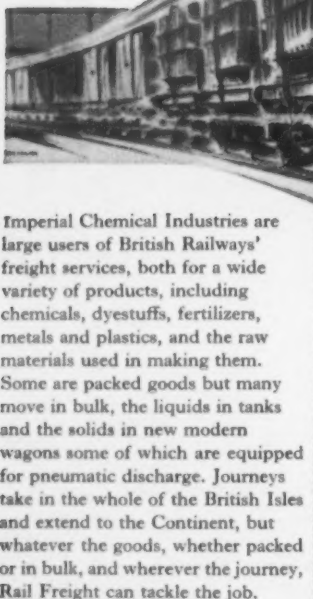 Imperial Chemical Industries are
large users of British Railways'
freight services, both for a wide
variety of products, including
chemicals, dyestuffs, fertilizers,
metals and plastics, and the raw
materials used in making them.
Some are packed goods but many
move in bulk, the liquids in tanks
and the solids in new modern
wagons some of which are equipped
for pneumatic discharge. Journeys
take in the whole of the British Isles
and extend to the Continent, but
whatever the goods, whether packed
or in bulk, and wherever the journey,
Rail Freight can tackle the job.